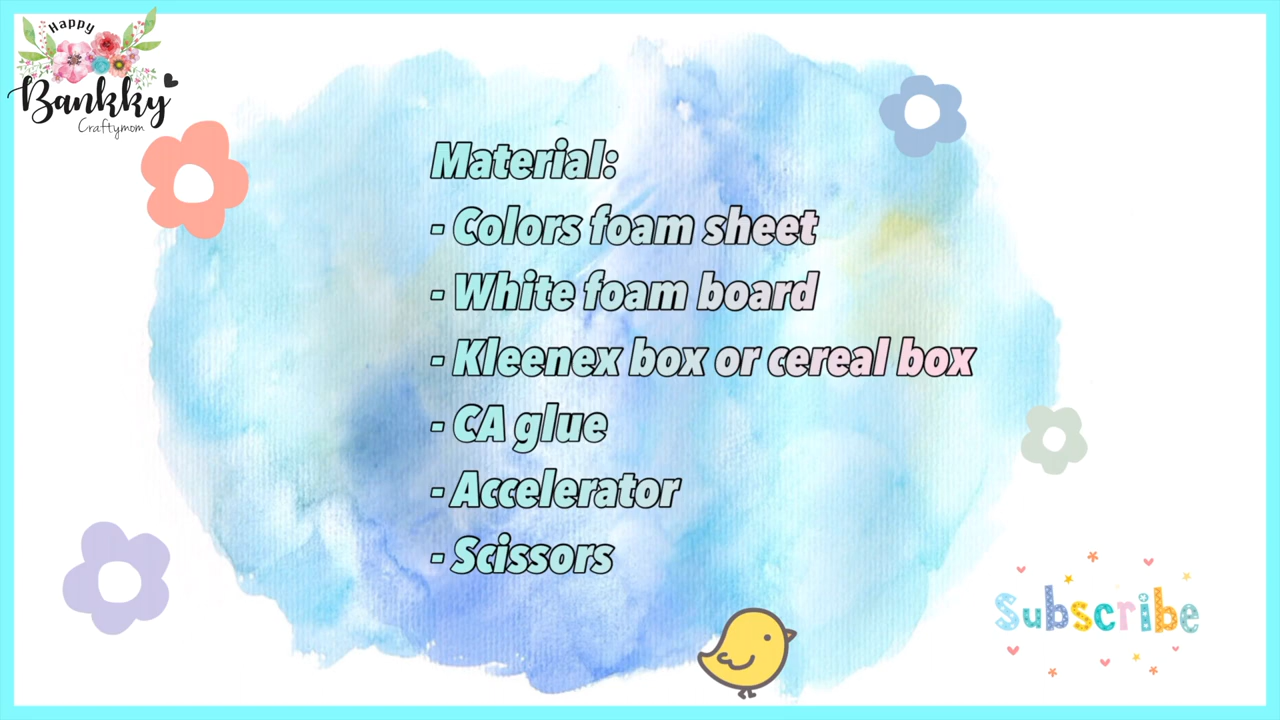 Happy
Bankky
Craftymom
Material:
- Colors foam sheet
- White foam board
- Kleenex box or cereal box
- CA glue
- Accelerator
- Scissors
Subscribe